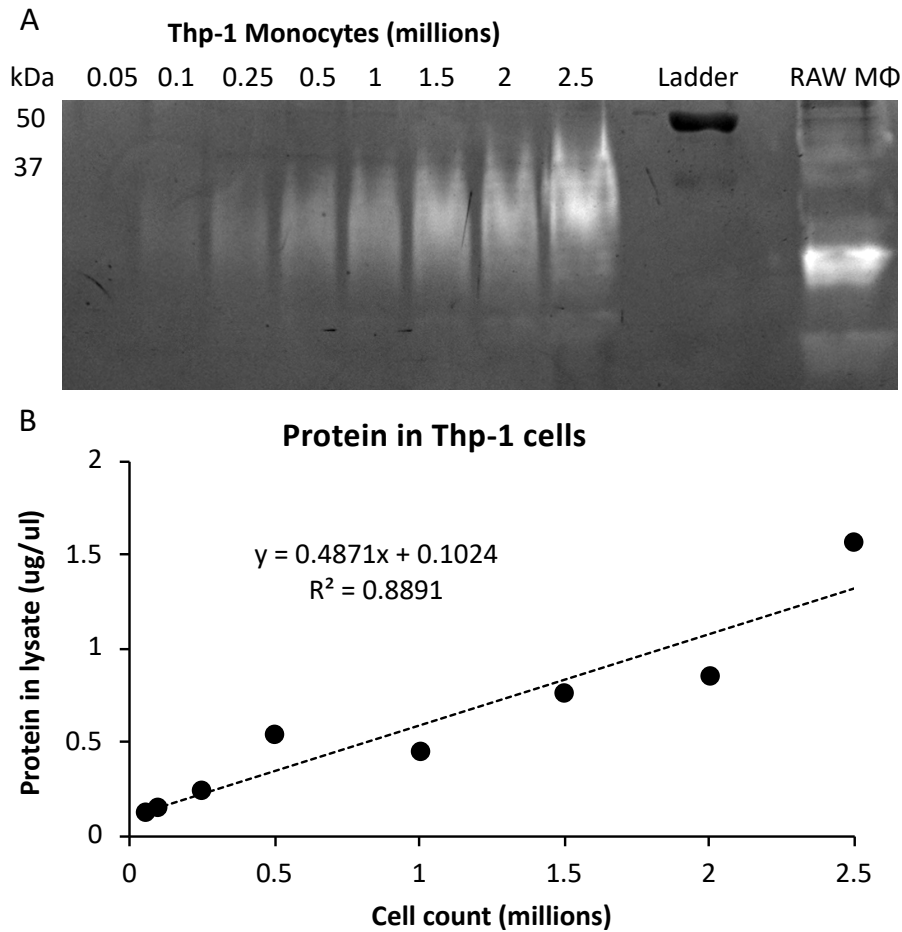 A
Thp-1 Monocytes (millions)
kDa 0.05 0.1 0.25 0.5 1 1.5 2 2.5 Ladder RAW MΦ
50
37
B
Protein in Thp-1 cells
2
1.5
1
0.5
0
y = 0.4871x + 0.1024
R² = 0.8891
Protein in lysate (ug/ul)
0 0.5 1 1.5 2 2.5
Cell count (millions)